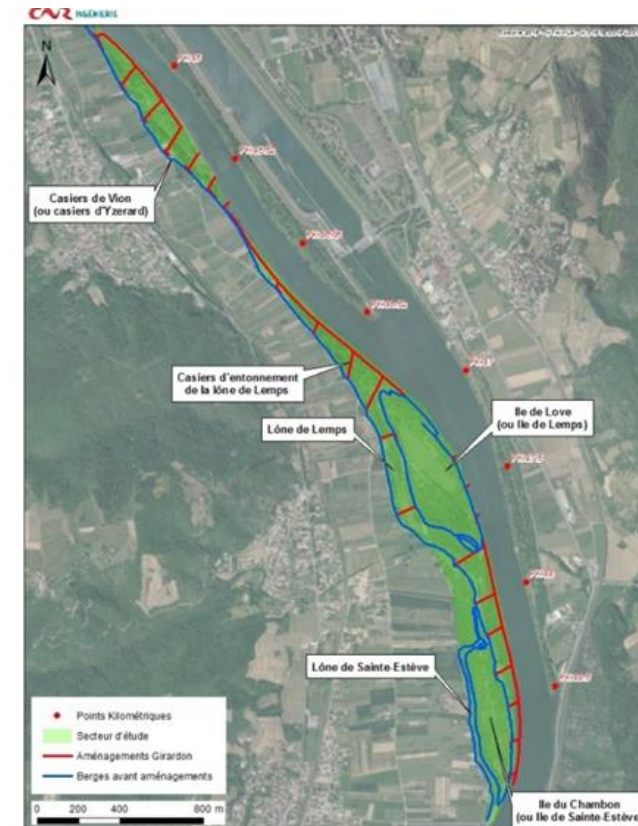 CNR INGÉNIERIE
N
Casiers de Vion
(ou casiers d'Yzerard)
Casiers d'entonnement
de la lône de Lemps
Lône de Lemps
Ile de Love
(ou Ile de Lemps)
Lône de Sainte-Estève
Points Kilométriques
Secteur d'étude
Aménagements Girardon
Berges avant aménagements
0 200 400 800 m
Ile du Chambon
(ou Ile de Sainte-Estève)